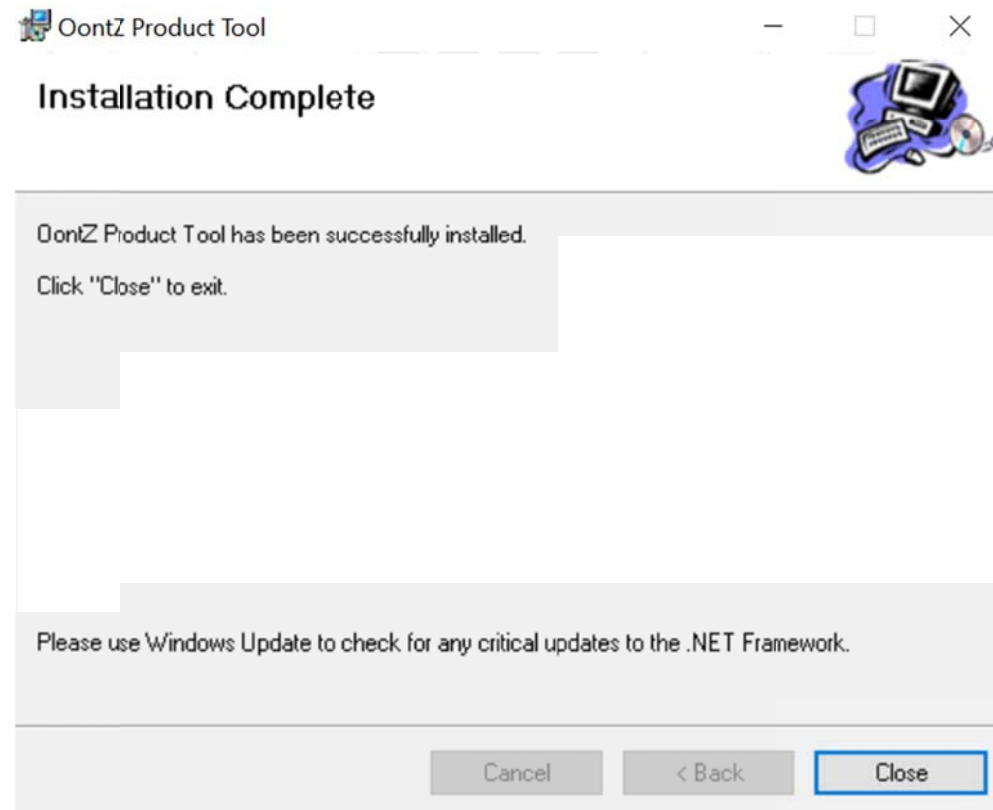 OontZ Product Tool
Installation Complete
OontZ Product Tool has been successfully installed.
Click "Close" to exit.
Please use Windows Update to check for any critical updates to the .NET Framework.
Cancel
< Back
Close